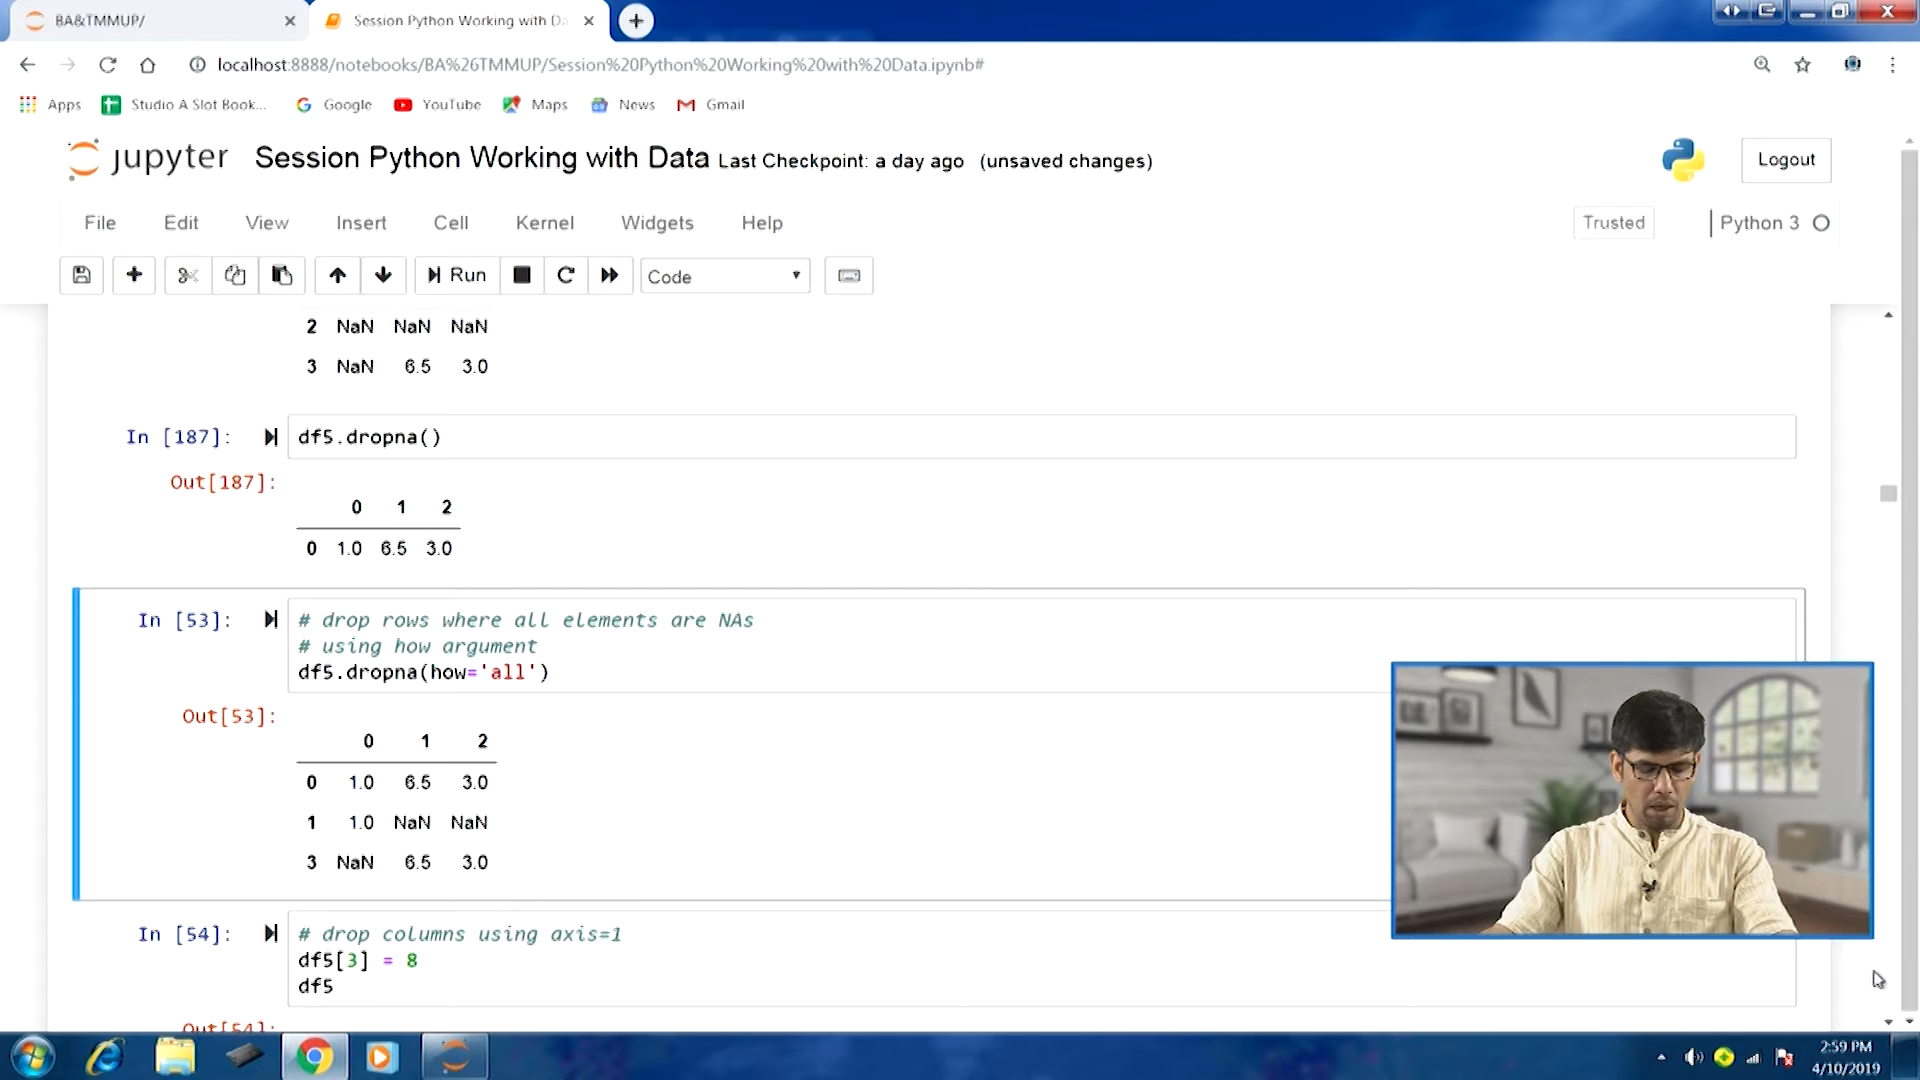 BA&TMMUP/
Session Python Working with Da
localhost:8888/notebooks/BA%26TMMUP/Session%20Python%20Working%20with%20Data.ipynb#
Apps Studio A Slot Book... Google YouTube Maps News Gmail
jupyter Session Python Working with Data Last Checkpoint: a day ago (unsaved changes) Logout
File Edit View Insert Cell Kernel Widgets Help Trusted Python 3
Run Code
2 NaN NaN NaN
3 NaN 6.5 3.0
In [187]: df5.dropna()
Out[187]:
0 1 2
0 1.0 6.5 3.0
In [53]: # drop rows where all elements are NAs
# using how argument
df5.dropna(how='all')
Out[53]:
0 1 2
0 1.0 6.5 3.0
1 1.0 NaN NaN
3 NaN 6.5 3.0
In [54]: # drop columns using axis=1
df5[3] = 8
df5
Out[54]:
2:59 PM
4/10/2019